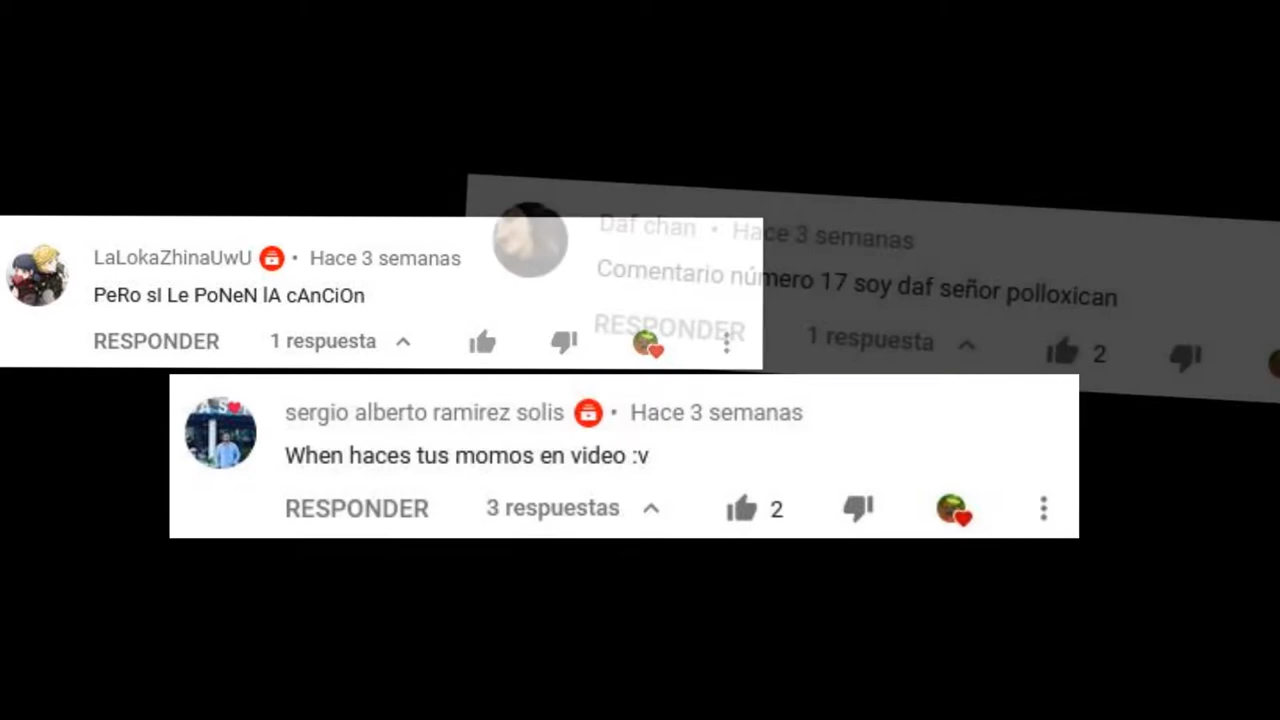 LaLokaZhinaUwU • Hace 3 semanas
PeRo sI Le PoNeN lA cAnCiOn
RESPONDER 1 respuesta
Daf chan • Hace 3 semanas
Comentario número 17 soy daf señor polloxican
RESPONDER 1 respuesta 2
sergio alberto ramirez solis • Hace 3 semanas
When haces tus momos en video :v
RESPONDER 3 respuestas 2